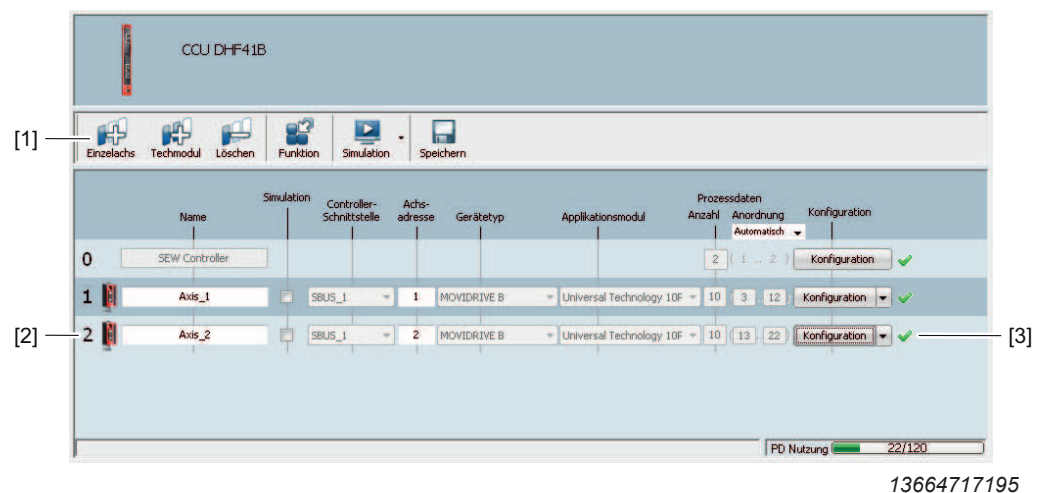 CCU DHF41B
[1]
Einzelachs Techmodul Löschen Funktion Simulation Speichern
Simulation Prozessdaten
Controller- Achs-
Name Schnittstelle adresse Gerätetyp Applikationsmodul Anzahl Anordnung Konfiguration
Automatisch
0 SEW Controller 2 ( 1 .. 2 ) Konfiguration
1 Axis_1 SBUS_1 1 MOVIDRIVE B Universal Technology 10P 10 ( 3 .. 12 ) Konfiguration
[2] 2 Axis_2 SBUS_1 2 MOVIDRIVE B Universal Technology 10P 10 ( 13 .. 22 ) Konfiguration [3]
PD Nutzung 22/120
13664717195